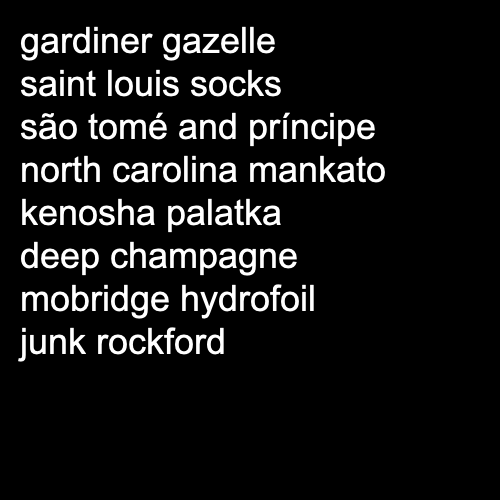 gardiner gazelle
saint louis socks
são tomé and príncipe
north carolina mankato
kenosha palatka
deep champagne
mobridge hydrofoil
junk rockford